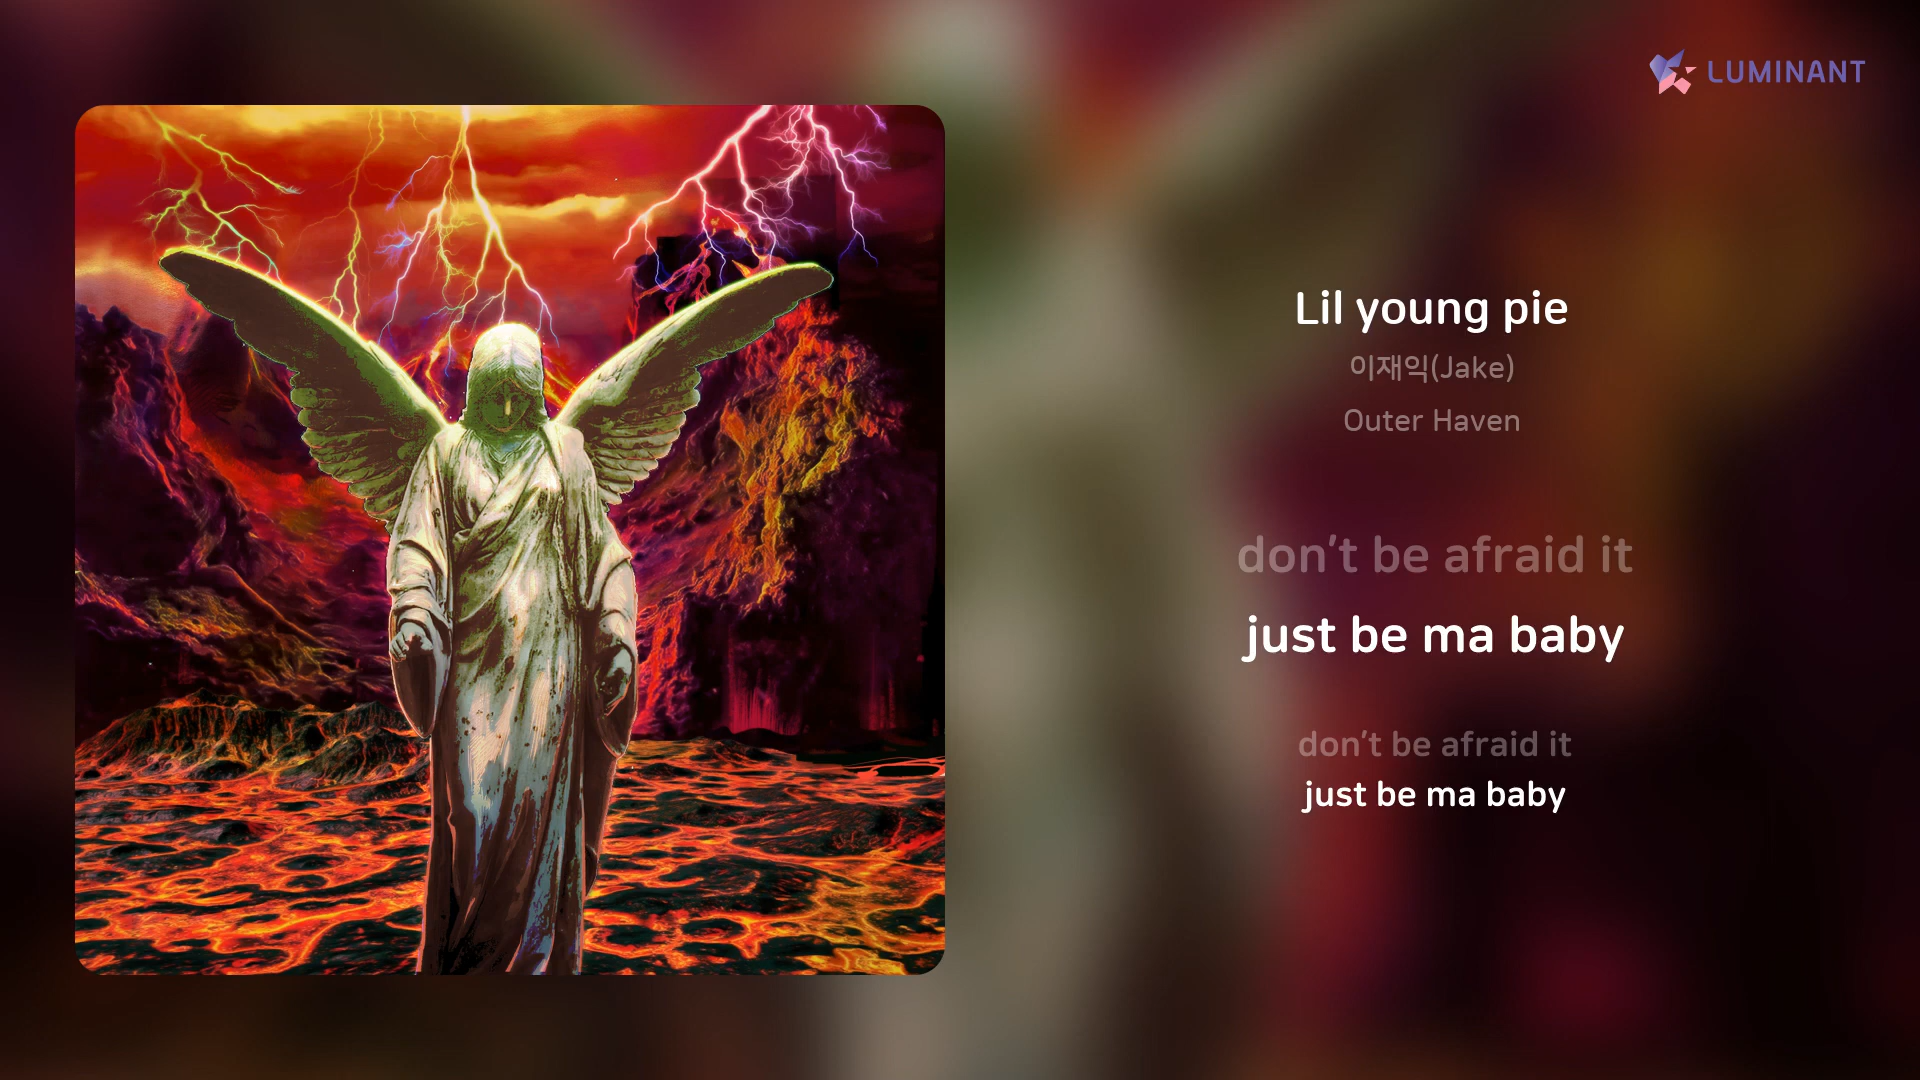 LUMINANT
Lil young pie
이재익(Jake)
Outer Haven
don't be afraid it
just be ma baby
don't be afraid it
just be ma baby